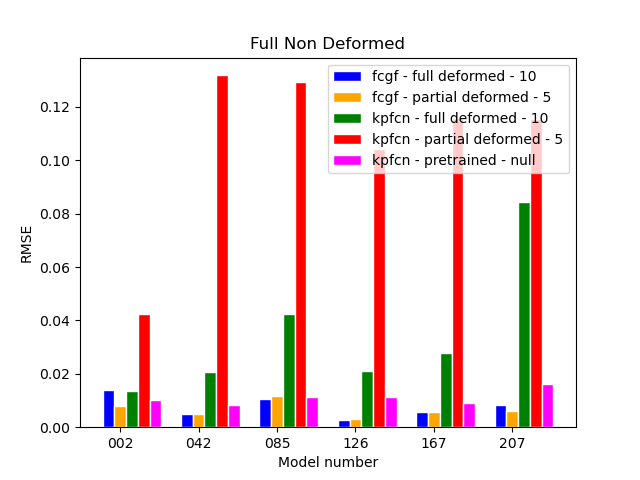 Full Non Deformed
fcgf - full deformed - 10
fcgf - partial deformed - 5
kpfcn - full deformed - 10
kpfcn - partial deformed - 5
kpfcn - pretrained - null
RMSE
0.12
0.10
0.08
0.06
0.04
0.02
0.00
002 042 085 126 167 207
Model number